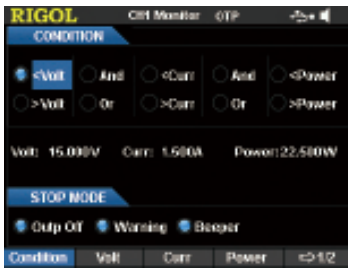 RIGOL CH1 Monitor OTP
CONDITION
<Volt And <Curr And <Power
>Volt Or >Curr Or >Power
Volt: 15.000V Curr: 1.500A Power:22.500W
STOP MODE
Outp Off Warning Beeper
Condition Volt Curr Power 1/2